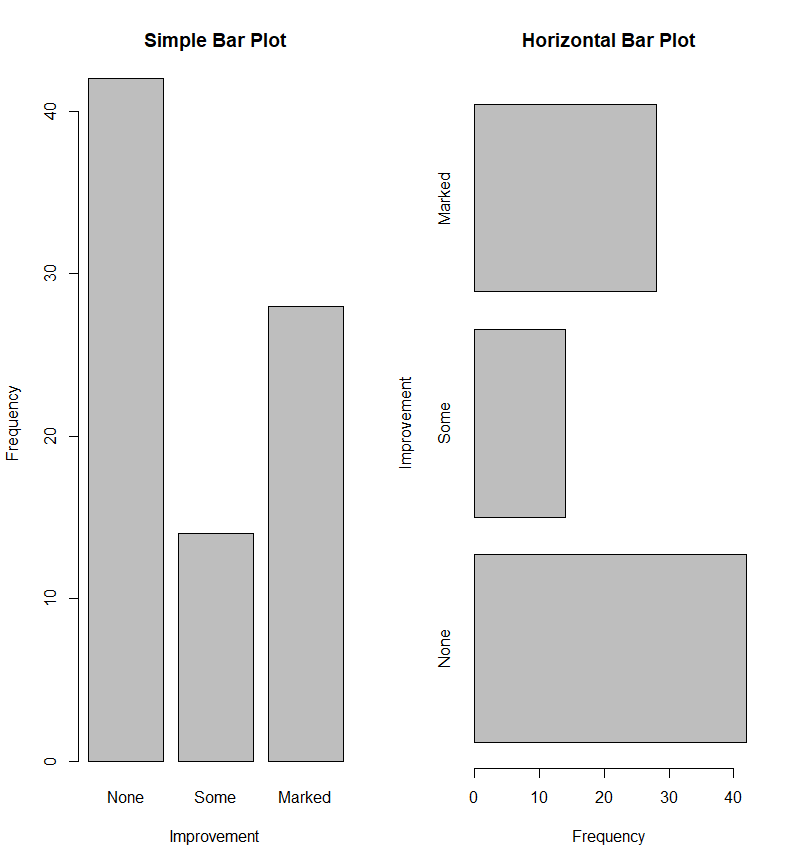 Simple Bar Plot
40
30
20
10
0
Frequency
None Some Marked
Improvement
Horizontal Bar Plot
Marked
Some
None
Improvement
0 10 20 30 40
Frequency